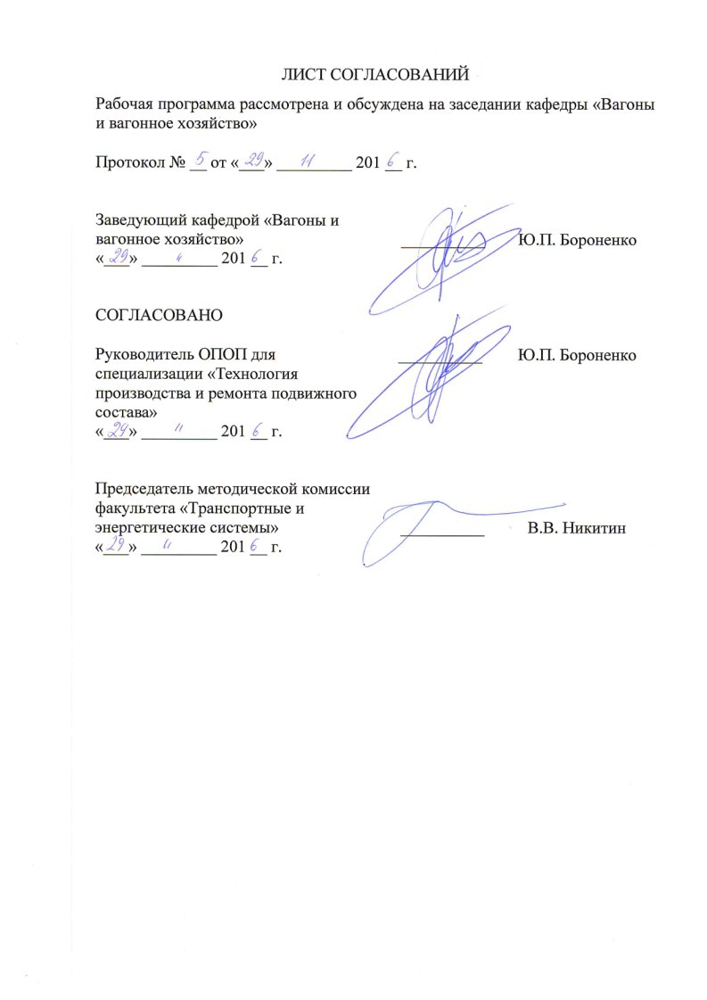 ЛИСТ СОГЛАСОВАНИЙ
Рабочая программа рассмотрена и обсуждена на заседании кафедры «Вагоны
и вагонное хозяйство»
Протокол № 5 от «29» 11 2016 г.
Заведующий кафедрой «Вагоны и
вагонное хозяйство» Ю.П. Бороненко
«29» 11 2016 г.
СОГЛАСОВАНО
Руководитель ОПОП для Ю.П. Бороненко
специализации «Технология
производства и ремонта подвижного
состава»
«29» 11 2016 г.
Председатель методической комиссии
факультета «Транспортные и
энергетические системы» В.В. Никитин
«29» 11 2016 г.